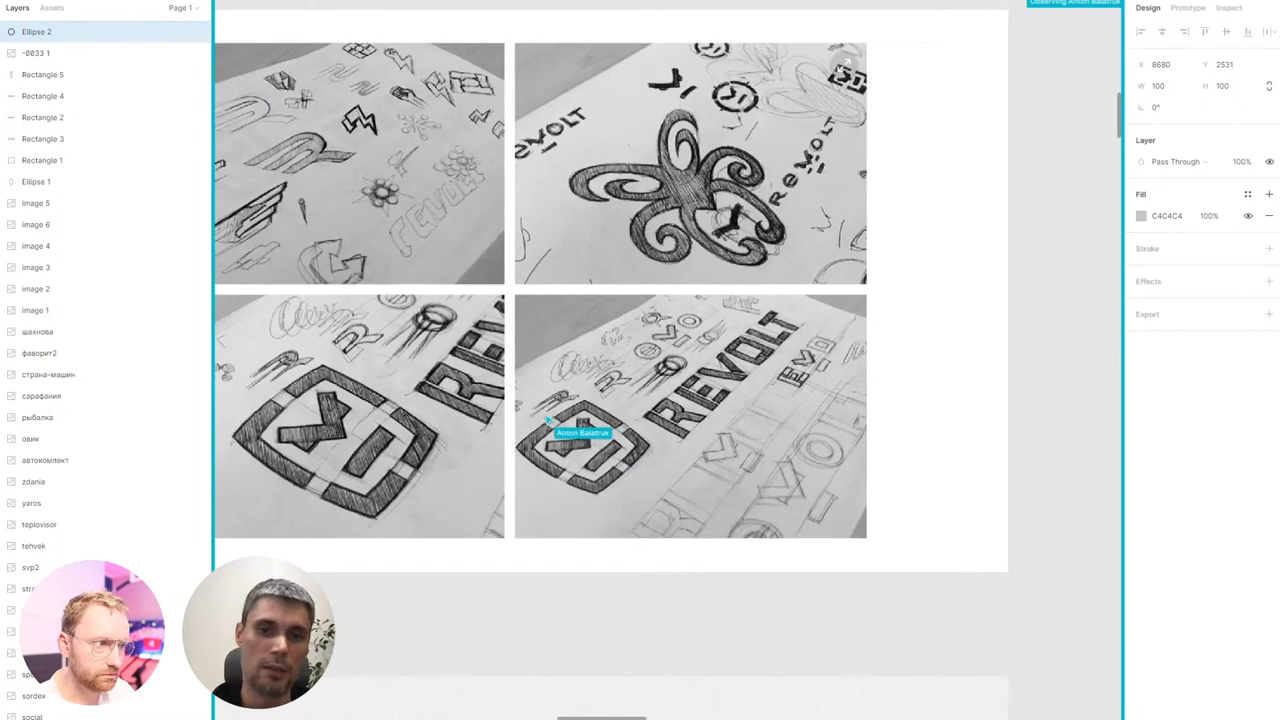 Layers Assets Page 1
Observing Anton Balatruk
Design Prototype Inspect
Ellipse 2
-0033 1
Rectangle 5
Rectangle 4
Rectangle 2
Rectangle 3
Rectangle 1
Ellipse 1
image 5
image 6
image 4
image 3
image 2
image 1
шахнова
фаворит2
страна-машин
сарафания
рыбалка
овик
автокомлект
zdania
yaros
teplovisor
tehvek
svp2
sordex
social
REVOLT
REVOLT
REVOLT
Anton Balatruk
X 8680 Y 2531
W 100 H 100
0°
Layer
Pass Through 100%
Fill
C4C4C4 100%
Stroke
Effects
Export